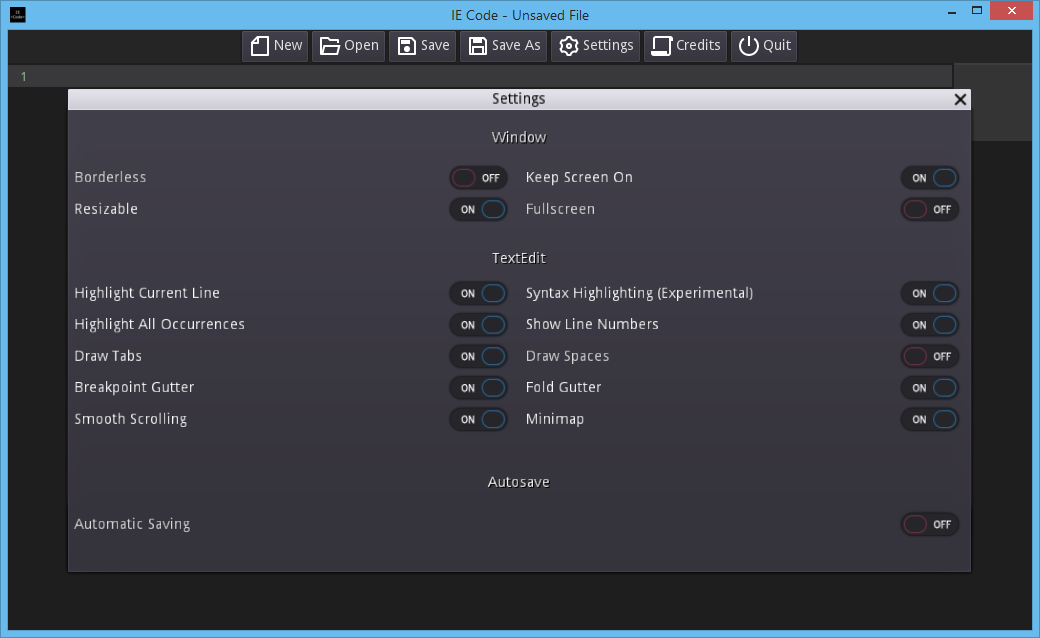 IE Code - Unsaved File
New Open Save Save As Settings Credits Quit
1
Settings
Window
Borderless OFF Keep Screen On ON
Resizable ON Fullscreen OFF
TextEdit
Highlight Current Line ON Syntax Highlighting (Experimental) ON
Highlight All Occurrences ON Show Line Numbers ON
Draw Tabs ON Draw Spaces OFF
Breakpoint Gutter ON Fold Gutter ON
Smooth Scrolling ON Minimap ON
Autosave
Automatic Saving OFF